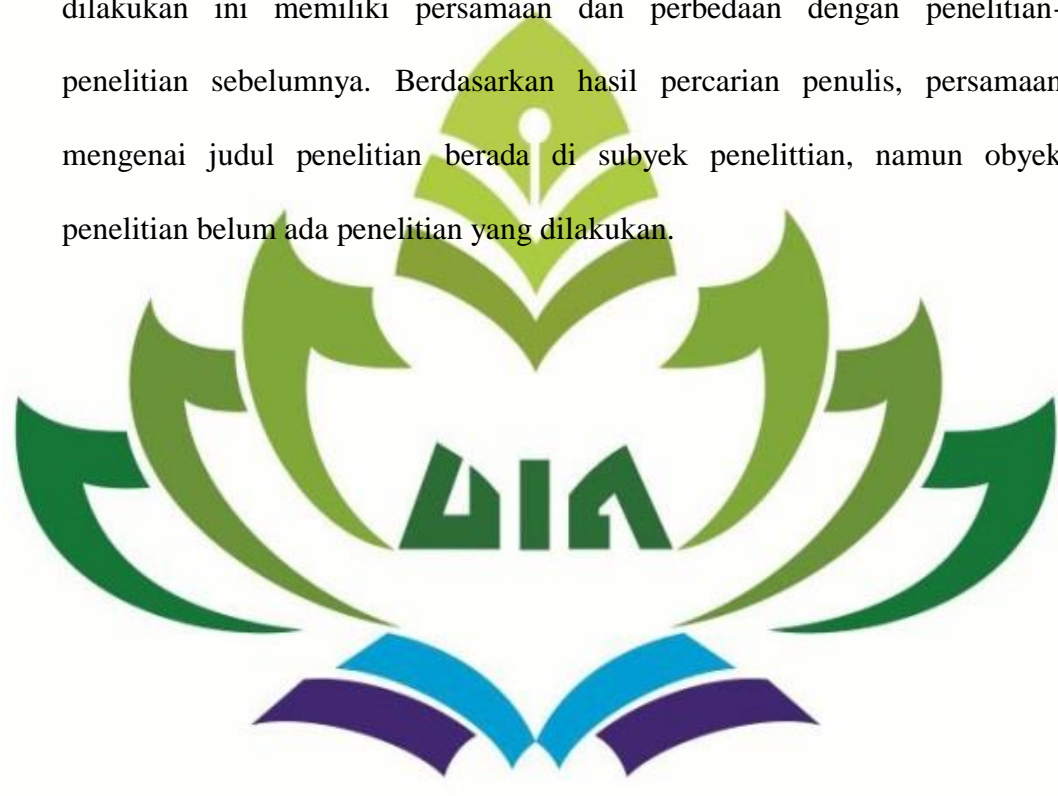 dilakukan ini memiliki persamaan dan perbedaan dengan penelitian-
penelitian sebelumnya. Berdasarkan hasil percarian penulis, persamaan
mengenai judul penelitian berada di subyek penelittian, namun obyek
penelitian belum ada penelitian yang dilakukan.